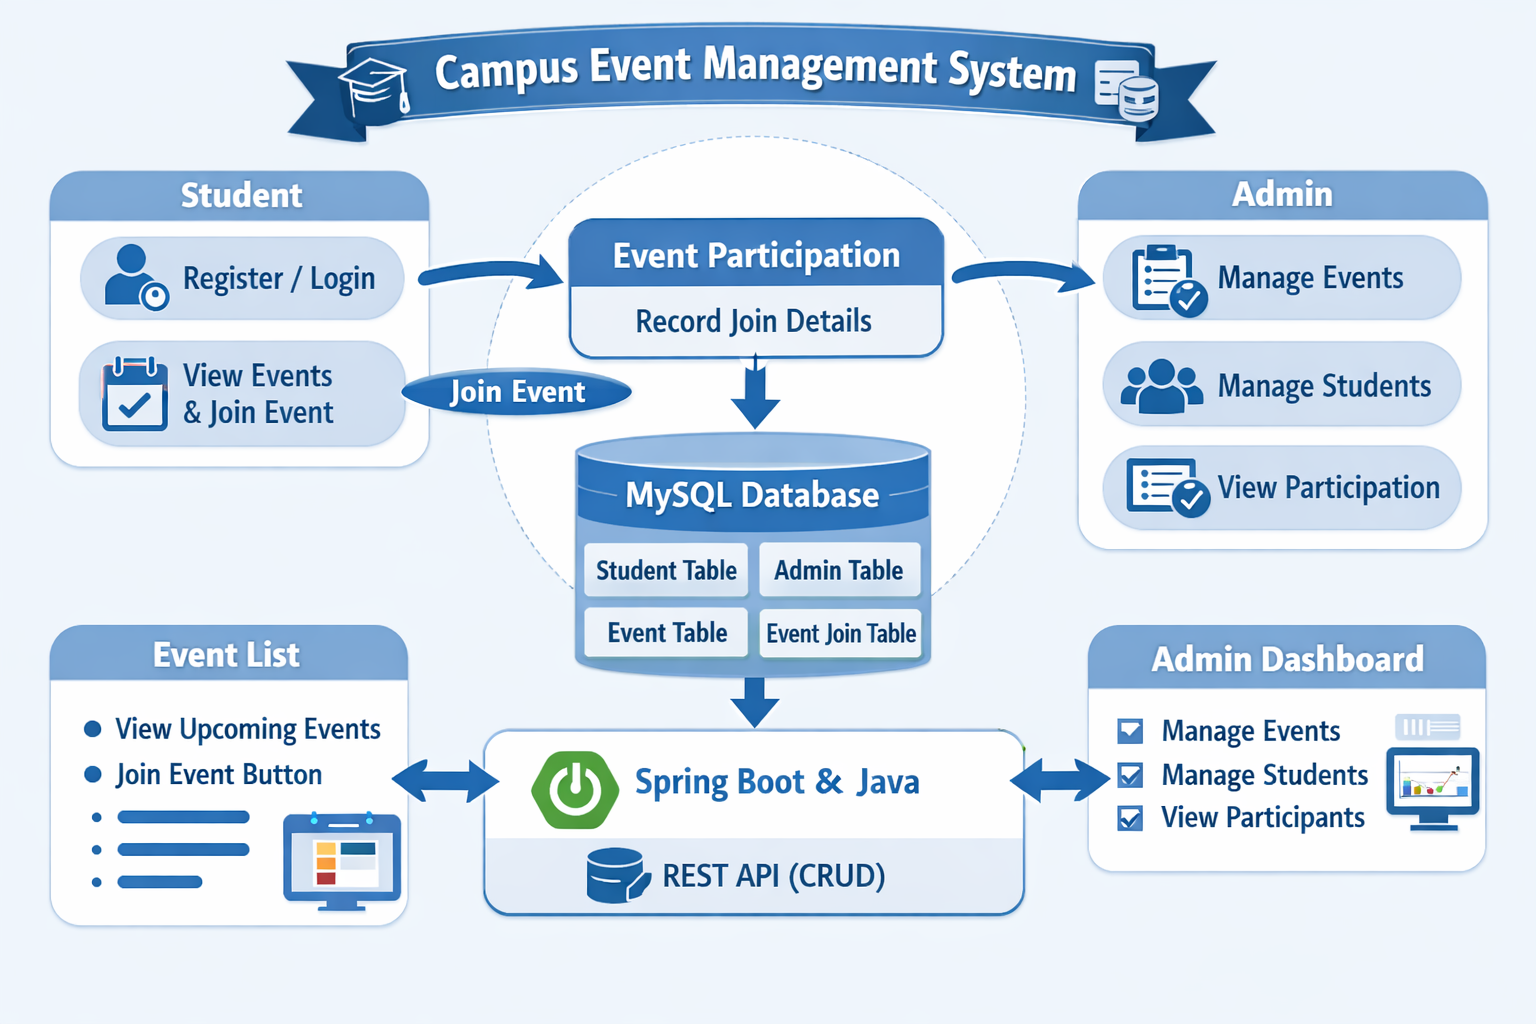 Campus Event Management System
Student
Register / Login
View Events
& Join Event
Join Event
Event Participation
Record Join Details
Admin
Manage Events
Manage Students
View Participation
MySQL Database
Student Table
Admin Table
Event Table
Event Join Table
Event List
View Upcoming Events
Join Event Button
Spring Boot & Java
REST API (CRUD)
Admin Dashboard
Manage Events
Manage Students
View Participants